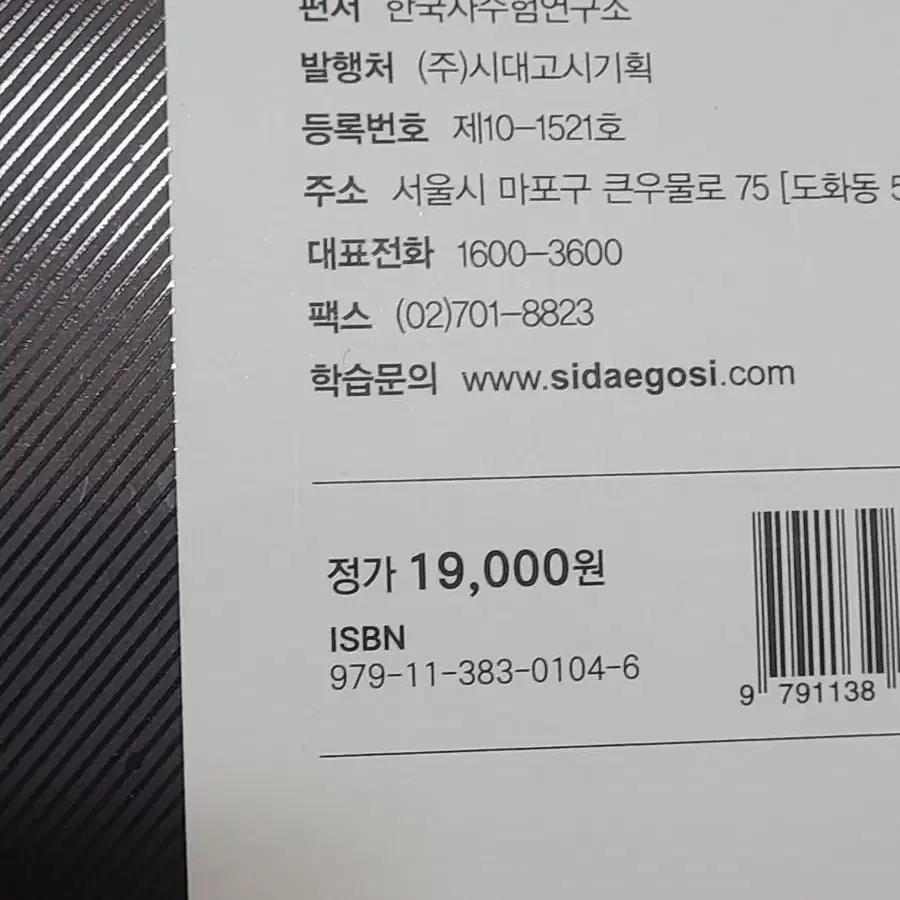 편저 한국사수험연구소
발행처 (주)시대고시기획
등록번호 제10-1521호
주소 서울시 마포구 큰우물로 75 [도화동 5
대표전화 1600-3600
팩스 (02)701-8823
학습문의 www.sidaegosi.com
정가 19,000원
ISBN
979-11-383-0104-6
9 791138